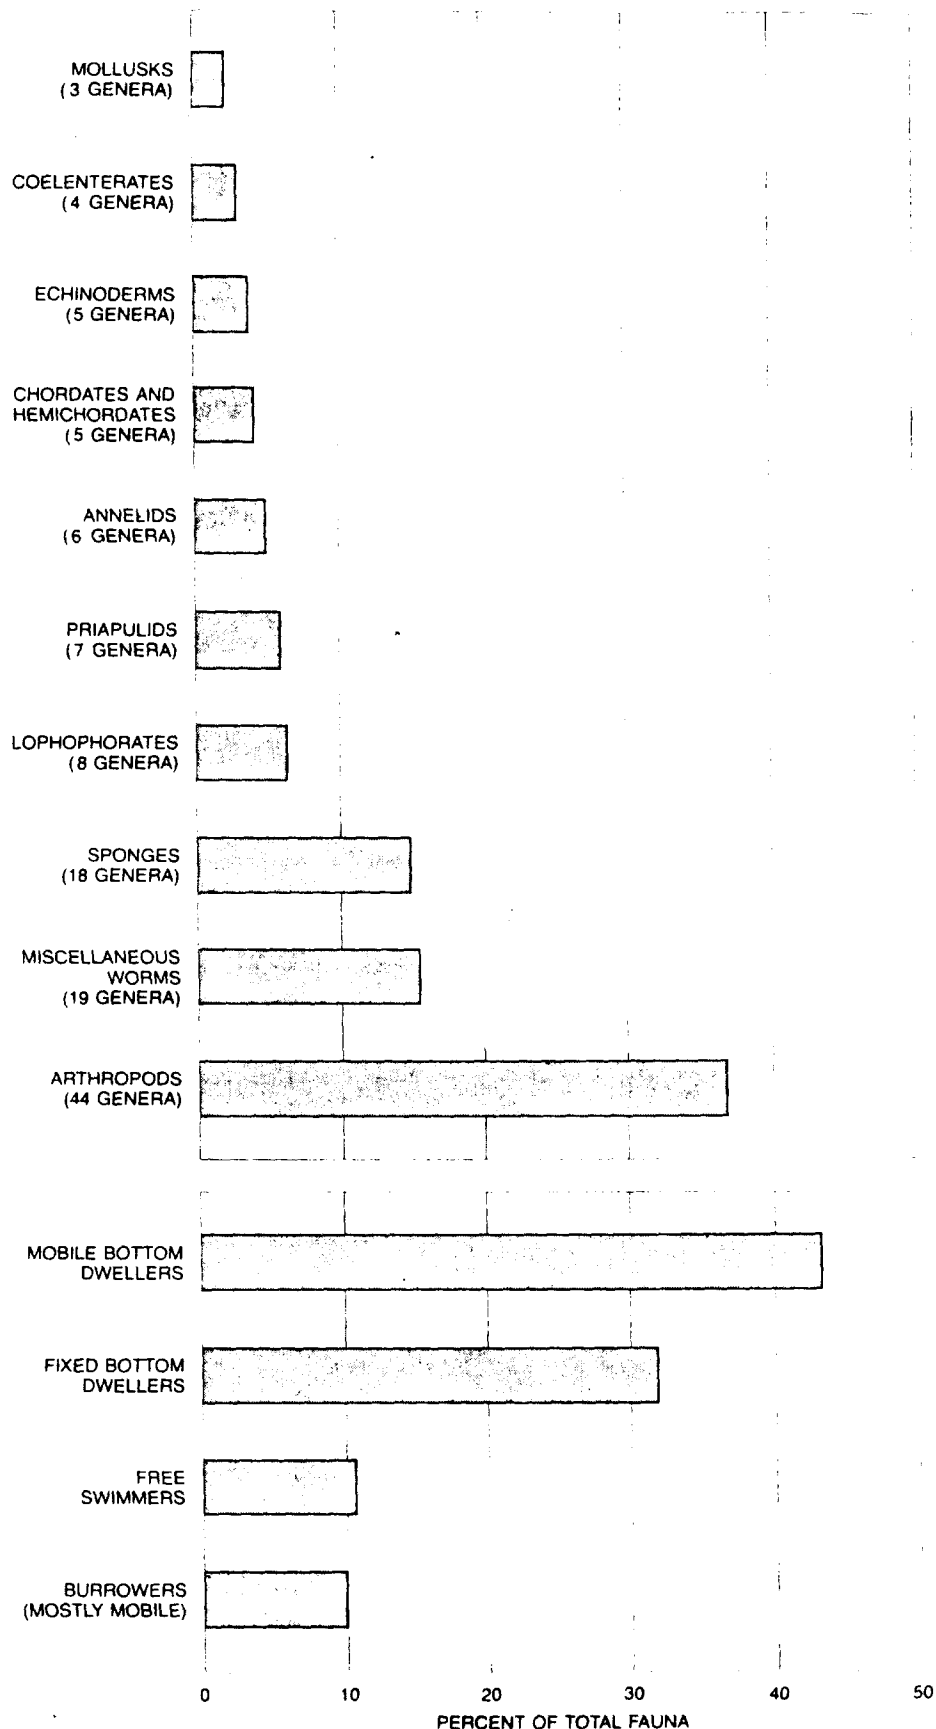 MOLLUSKS
(3 GENERA)
COELENTERATES
(4 GENERA)
ECHINODERMS
(5 GENERA)
CHORDATES AND
HEMICHORDATES
(5 GENERA)
ANNELIDS
(6 GENERA)
PRIAPULIDS
(7 GENERA)
LOPHOPHORATES
(8 GENERA)
SPONGES
(18 GENERA)
MISCELLANEOUS
WORMS
(19 GENERA)
ARTHROPODS
(44 GENERA)
MOBILE BOTTOM
DWELLERS
FIXED BOTTOM
DWELLERS
FREE
SWIMMERS
BURROWERS
(MOSTLY MOBILE)
0 10 20 30 40 50
PERCENT OF TOTAL FAUNA